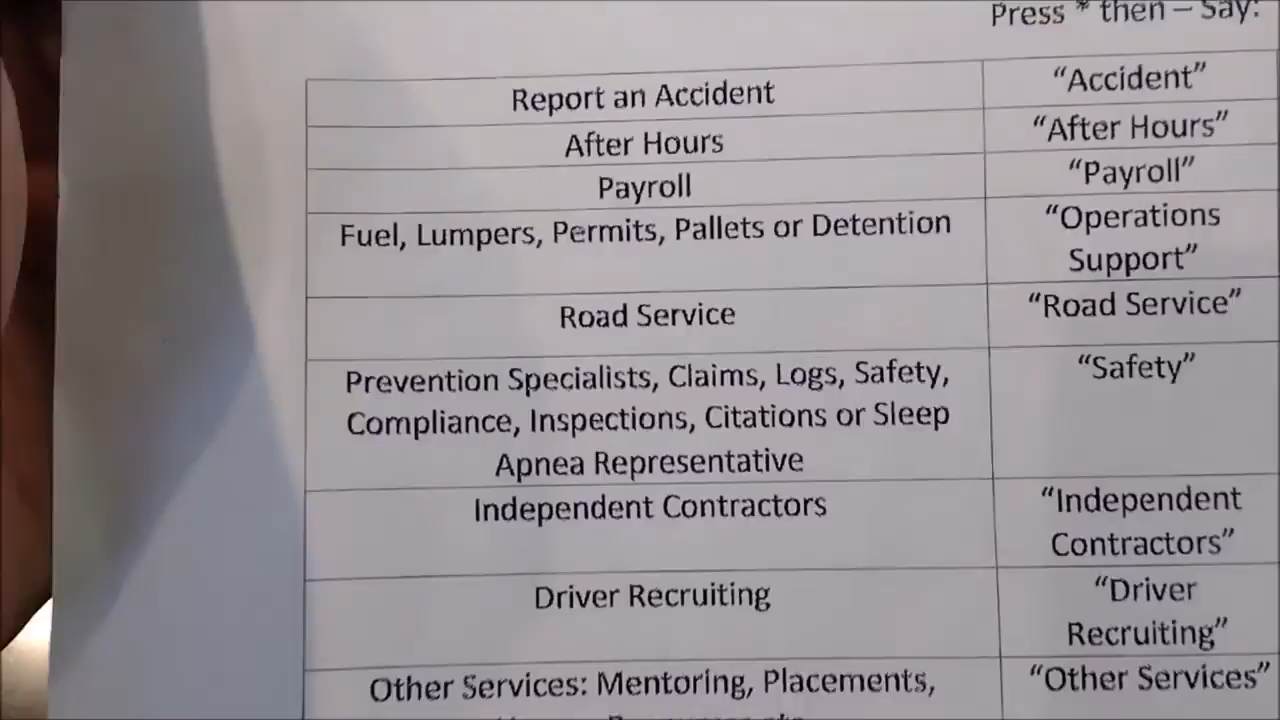 Press * then – Say:
Report an Accident
“Accident”
After Hours
“After Hours”
Payroll
“Payroll”
Fuel, Lumpers, Permits, Pallets or Detention
“Operations
Support”
Road Service
“Road Service”
Prevention Specialists, Claims, Logs, Safety,
Compliance, Inspections, Citations or Sleep
Apnea Representative
“Safety”
Independent Contractors
“Independent
Contractors”
Driver Recruiting
“Driver
Recruiting”
Other Services: Mentoring, Placements,
“Other Services”